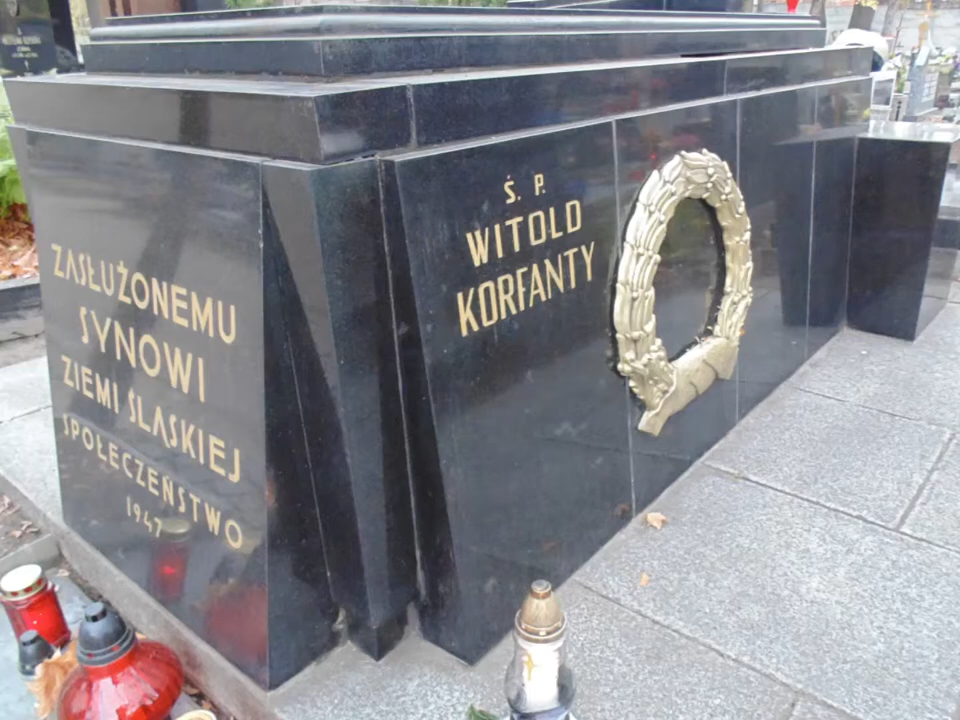 ZASŁUŻONEMU
SYNOWI
ZIEMI ŚLĄSKIEJ
SPOŁECZEŃSTWO
1947
Ś. P.
WITOLD
KORFANTY